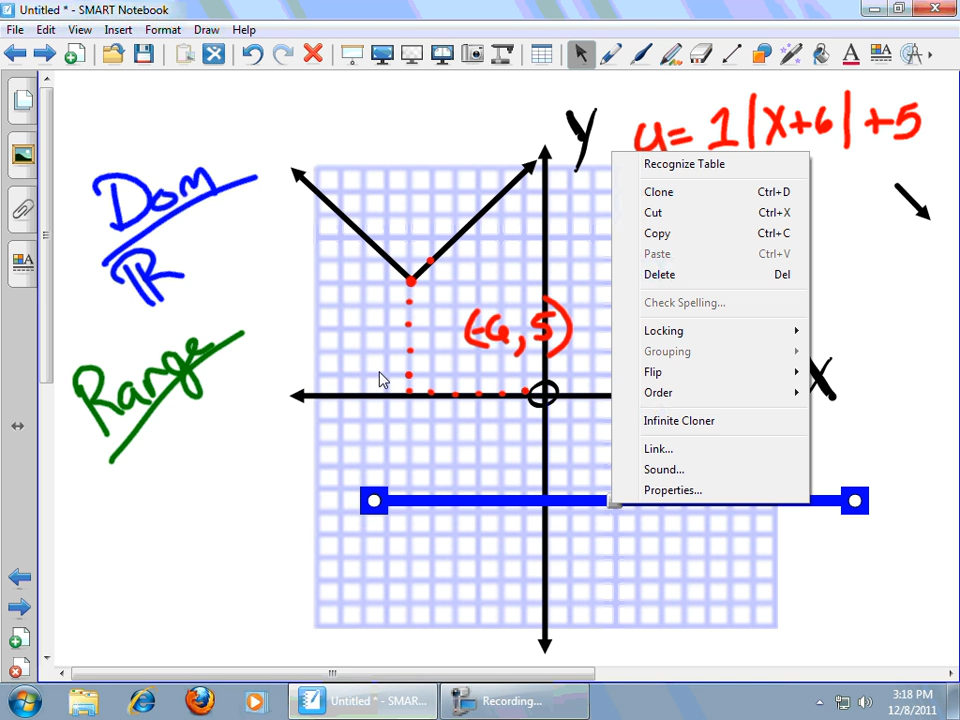 Untitled * - SMART Notebook
File Edit View Insert Format Draw Help
y
y = 1|x+6| +5
Dom
ℝ
Range
(-6, 5)
x
Recognize Table
Clone Ctrl+D
Cut Ctrl+X
Copy Ctrl+C
Paste Ctrl+V
Delete Del
Check Spelling...
Locking
Grouping
Flip
Order
Infinite Cloner
Link...
Sound...
Properties...
Untitled * - SMAR...
Recording...
3:18 PM
12/8/2011